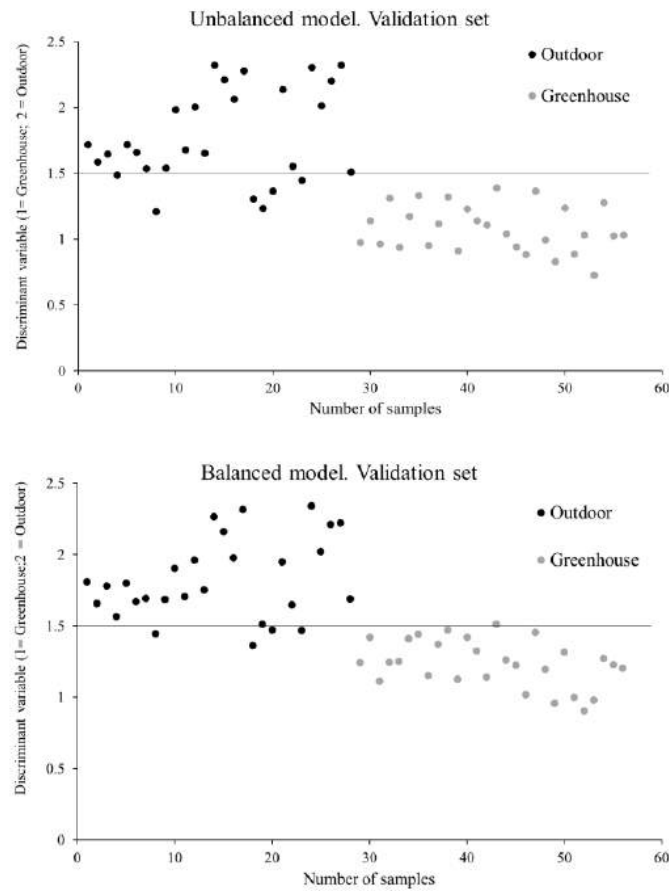 Unbalanced model. Validation set
Discriminant variable (1= Greenhouse; 2 = Outdoor)
2.5
2
1.5
1
0.5
0
Outdoor
Greenhouse
0 10 20 30 40 50 60
Number of samples
Balanced model. Validation set
Discriminant variable (1= Greenhouse;2 = Outdoor)
2.5
2
1.5
1
0.5
0
Outdoor
Greenhouse
0 10 20 30 40 50 60
Number of samples